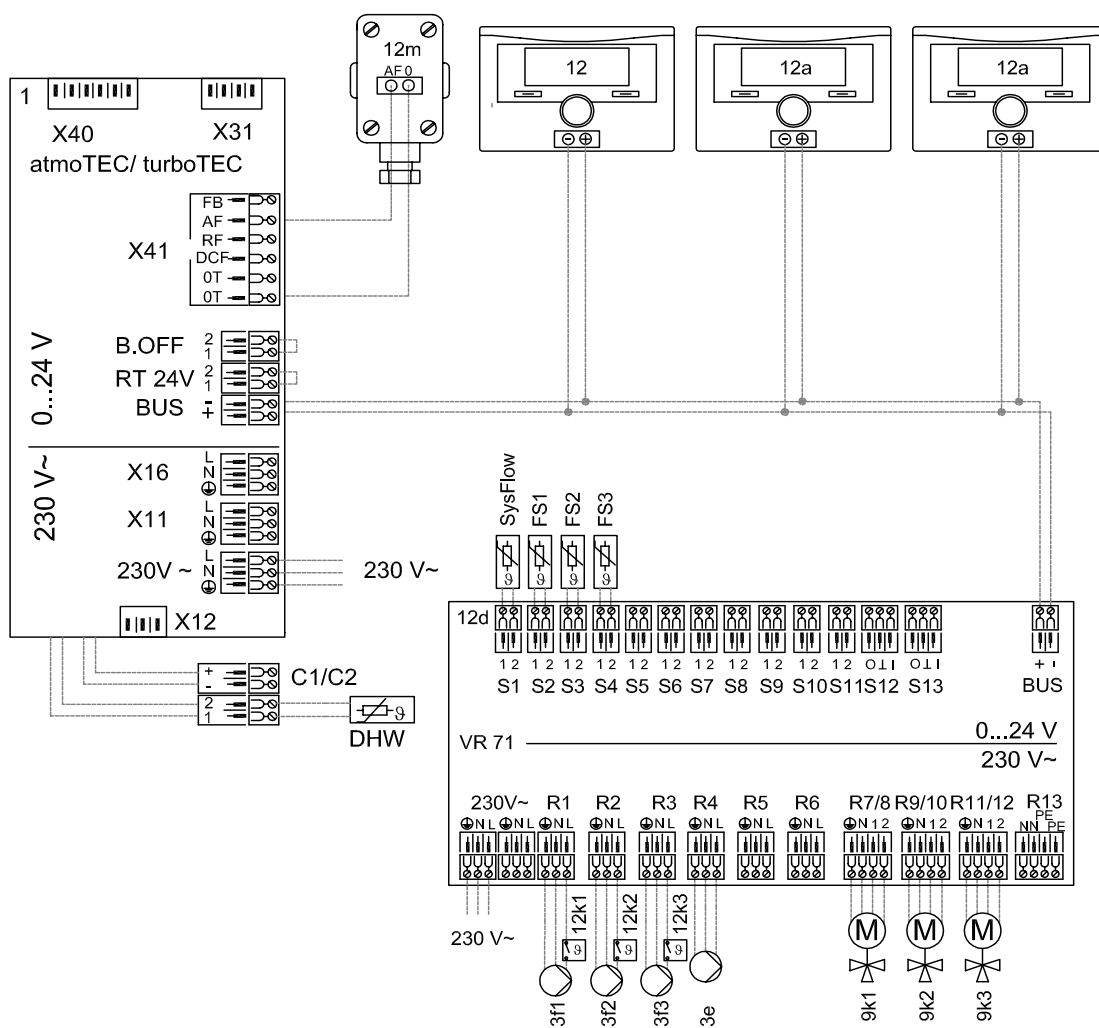 12m
AF 0
12
12a
12a
1
X40
X31
atmoTEC/ turboTEC
FB
AF
RF
DCF
0T
0T
X41
B.OFF
2
1
RT 24V
2
1
BUS
-
+
0...24 V
230 V~
X16
L
N
X11
L
N
230V ~
L
N
230 V~
X12
+
-
C1/C2
2
1
DHW
ϑ
SysFlow
FS1
FS2
FS3
ϑ ϑ ϑ ϑ
12d
1 2 1 2 1 2 1 2 1 2 1 2 1 2 1 2 1 2 1 2 1 2 O T I O T I + -
S1 S2 S3 S4 S5 S6 S7 S8 S9 S10 S11 S12 S13 BUS
VR 71
0...24 V
230 V~
230V~ R1 R2 R3 R4 R5 R6 R7/8 R9/10 R11/12 R13
N L N L N L N L N L N L N L N L N 1 2 N 1 2 N 1 2 N N PE PE
230 V~
12k1
12k2
12k3
ϑ ϑ ϑ
M M M
3f1
3f2
3f3
3e
9k1
9k2
9k3